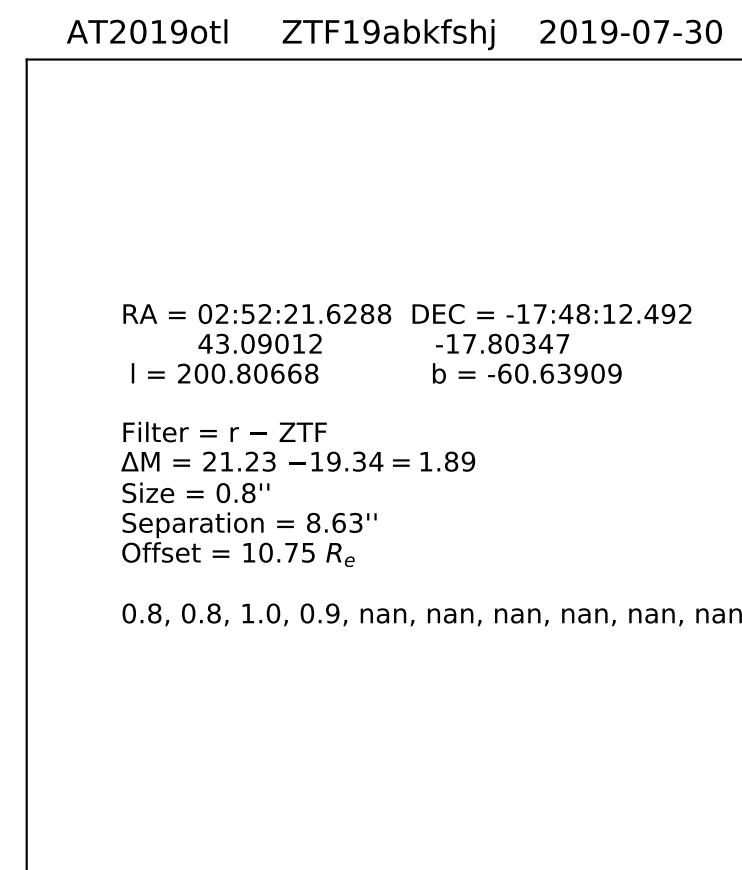 AT2019otl ZTF19abkfshj 2019-07-30
RA = 02:52:21.6288 DEC = -17:48:12.492
43.09012 -17.80347
l = 200.80668 b = -60.63909
Filter = r − ZTF
ΔM = 21.23 −19.34 = 1.89
Size = 0.8''
Separation = 8.63''
Offset = 10.75 Rₑ
0.8, 0.8, 1.0, 0.9, nan, nan, nan, nan, nan, nan